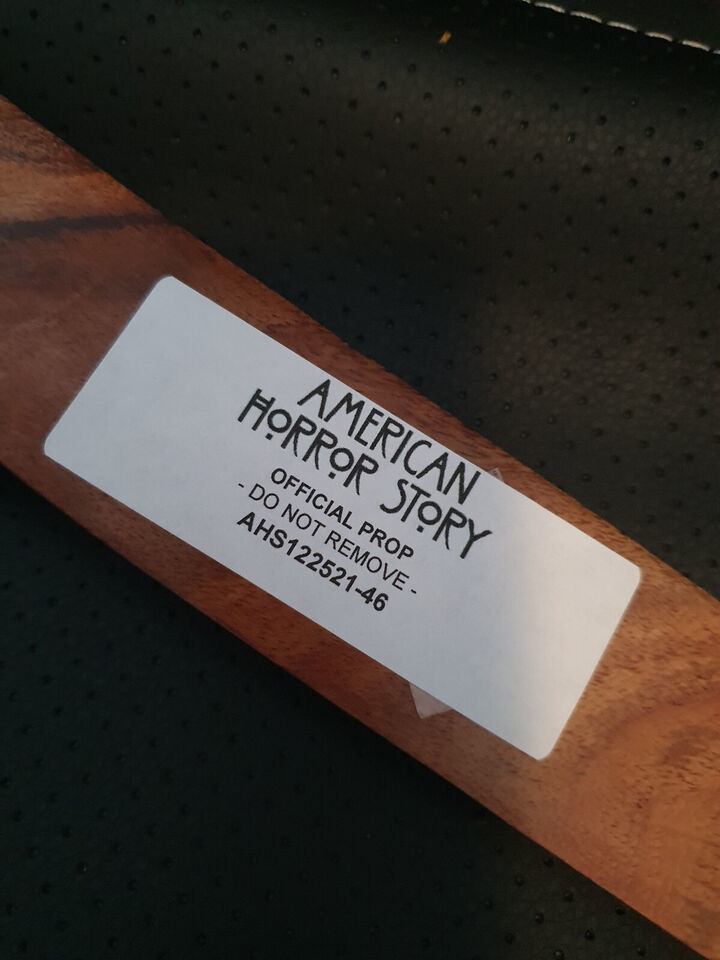 AMERICAN
HORROR STORY
OFFICIAL PROP
- DO NOT REMOVE -
AHS122521-46